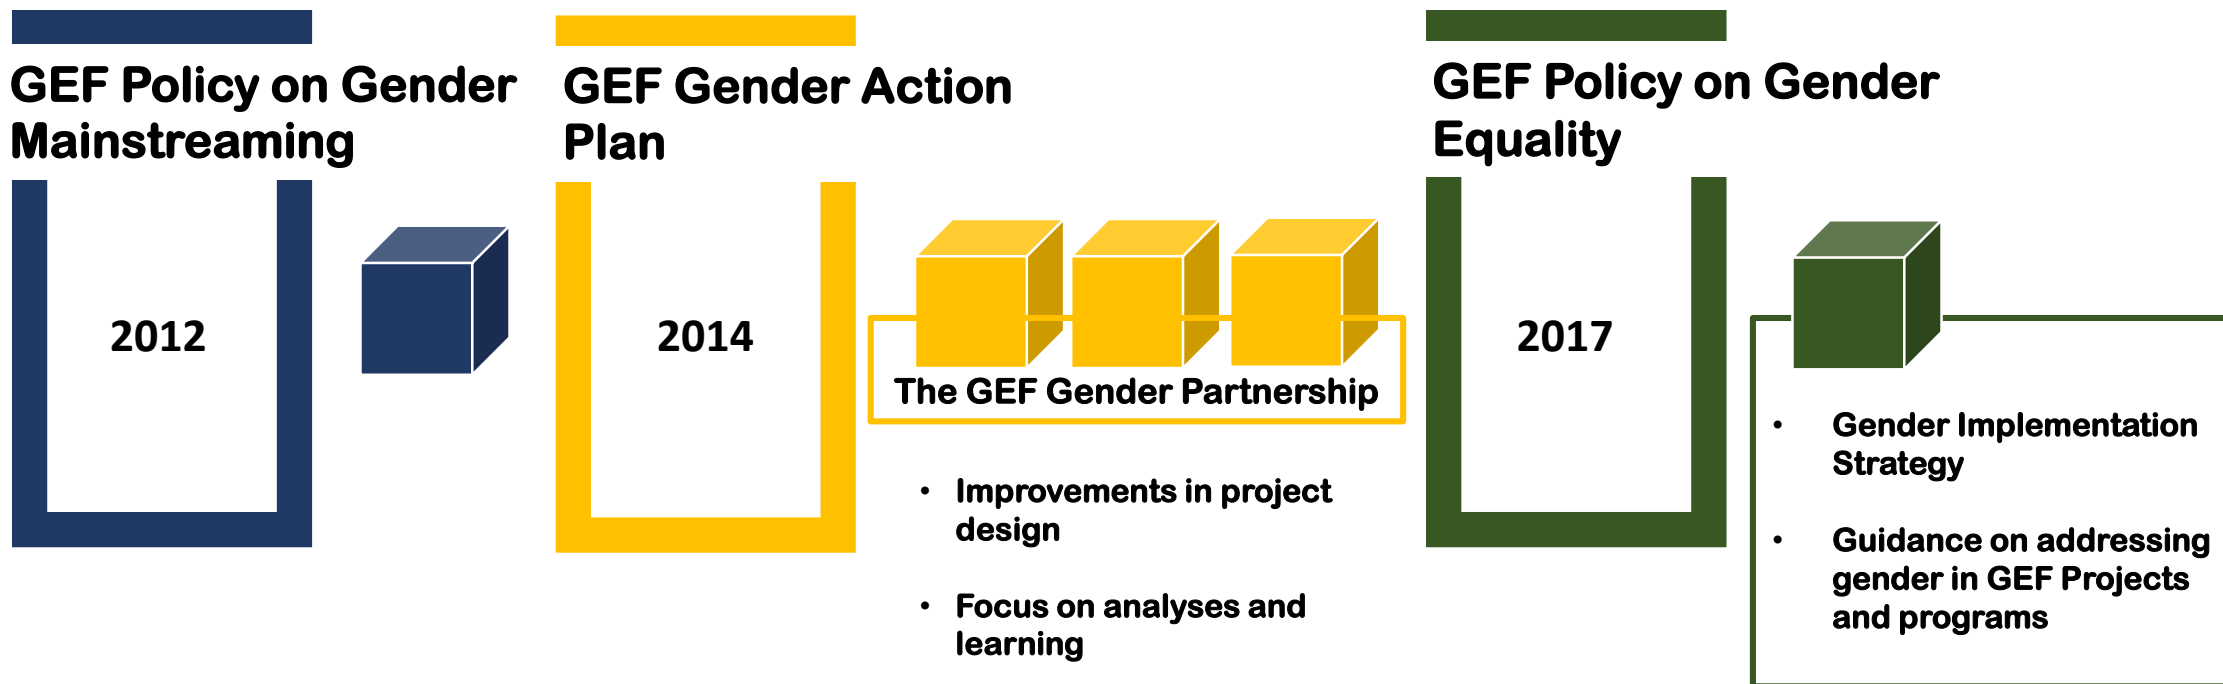 GEF Policy on Gender
Mainstreaming
2012
GEF Gender Action
Plan
2014
The GEF Gender Partnership
• Improvements in project
design
• Focus on analyses and
learning
GEF Policy on Gender
Equality
2017
• Gender Implementation
Strategy
• Guidance on addressing
gender in GEF Projects
and programs